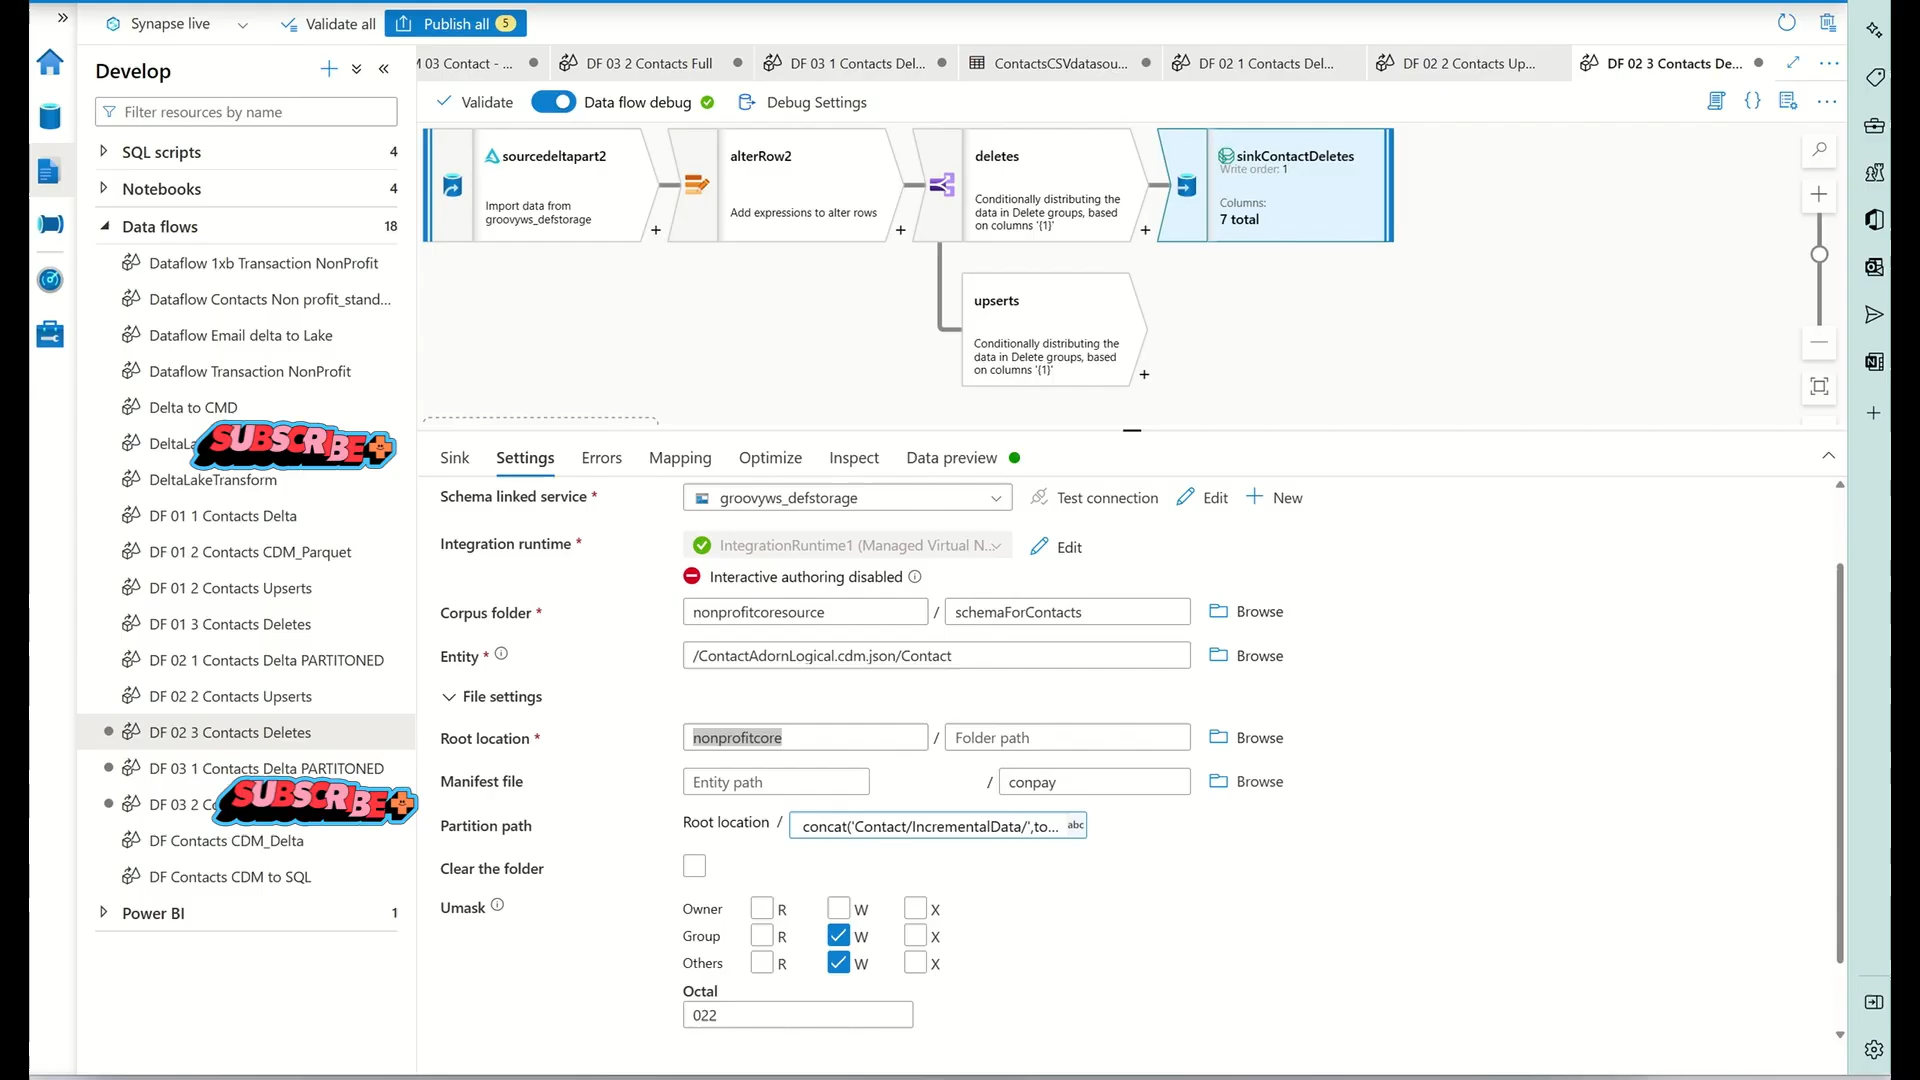 Synapse live
Validate all
Publish all 5
Develop
Filter resources by name
SQL scripts 4
Notebooks 4
Data flows 18
Dataflow 1xb Transaction NonProfit
Dataflow Contacts Non profit_stand...
Dataflow Email delta to Lake
Dataflow Transaction NonProfit
Delta to CMD
DeltaLa
SUBSCRIBE
DeltaLakeTransform
DF 01 1 Contacts Delta
DF 01 2 Contacts CDM_Parquet
DF 01 2 Contacts Upserts
DF 01 3 Contacts Deletes
DF 02 1 Contacts Delta PARTITONED
DF 02 2 Contacts Upserts
DF 02 3 Contacts Deletes
DF 03 1 Contacts Delta PARTITONED
DF 03 2 C
SUBSCRIBE
DF Contacts CDM_Delta
DF Contacts CDM to SQL
Power BI 1
03 Contact - ...
DF 03 2 Contacts Full
DF 03 1 Contacts Del...
ContactsCSVdatasou...
DF 02 1 Contacts Del...
DF 02 2 Contacts Up...
DF 02 3 Contacts De...
Validate
Data flow debug
Debug Settings
sourcedeltapart2
Import data from
groovyws_defstorage
alterRow2
Add expressions to alter rows
deletes
Conditionally distributing the
data in Delete groups, based
on columns '{1}'
sinkContactDeletes
Write order: 1
Columns:
7 total
upserts
Conditionally distributing the
data in Delete groups, based
on columns '{1}'
Sink
Settings
Errors
Mapping
Optimize
Inspect
Data preview
Schema linked service *
groovyws_defstorage
Test connection
Edit
New
Integration runtime *
IntegrationRuntime1 (Managed Virtual N...
Edit
Interactive authoring disabled
Corpus folder *
nonprofitcoresource / schemaForContacts
Browse
Entity *
/ContactAdornLogical.cdm.json/Contact
Browse
File settings
Root location *
nonprofitcore / Folder path
Browse
Manifest file
Entity path / conpay
Browse
Partition path
Root location / concat('Contact/IncrementalData/',to... abc
Clear the folder
Umask
Owner R W X
Group R W X
Others R W X
Octal
022